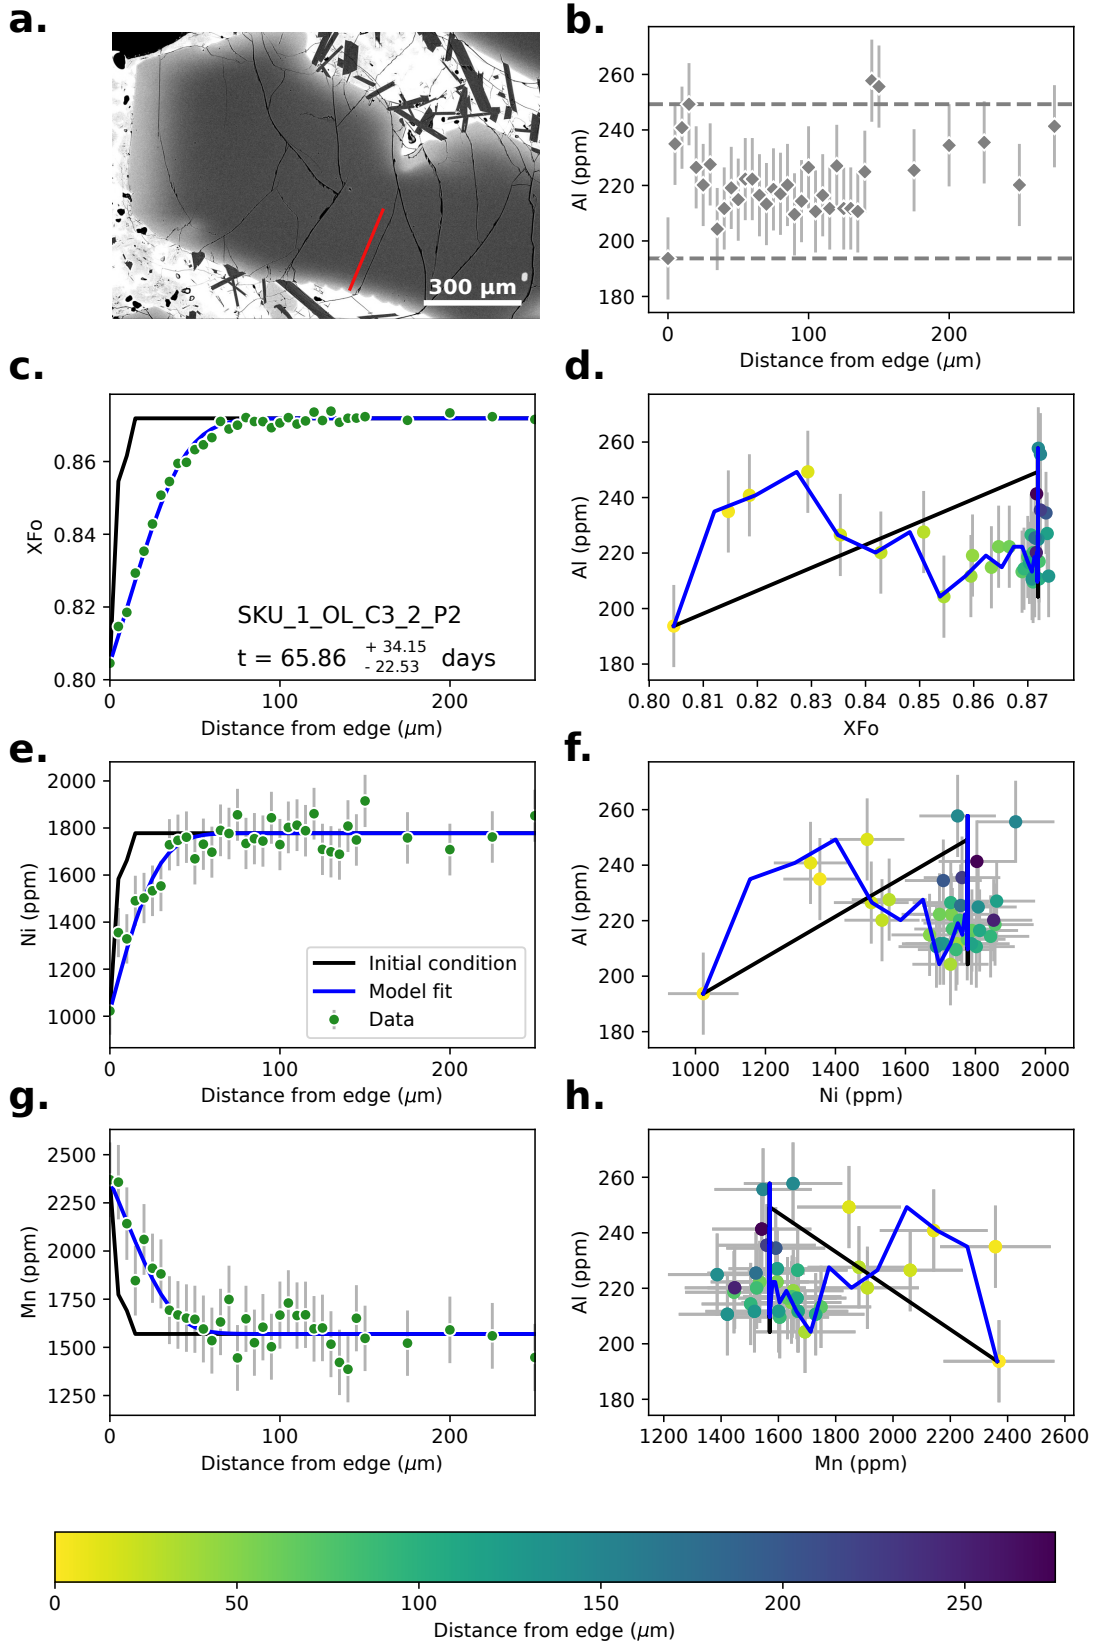 a.
300 μm
b.
Al (ppm)
260
240
220
200
180
0 100 200
Distance from edge (μm)
c.
XFo
0.86
0.84
0.82
0.80
SKU_1_OL_C3_2_P2
t = 65.86 + 34.15 - 22.53 days
0 100 200
Distance from edge (μm)
d.
Al (ppm)
260
240
220
200
180
0.80 0.81 0.82 0.83 0.84 0.85 0.86 0.87
XFo
e.
Ni (ppm)
2000
1800
1600
1400
1200
1000
Initial condition
Model fit
Data
0 100 200
Distance from edge (μm)
f.
Al (ppm)
260
240
220
200
180
1000 1200 1400 1600 1800 2000
Ni (ppm)
g.
Mn (ppm)
2500
2250
2000
1750
1500
1250
0 100 200
Distance from edge (μm)
h.
Al (ppm)
260
240
220
200
180
1200 1400 1600 1800 2000 2200 2400 2600
Mn (ppm)
0 50 100 150 200 250
Distance from edge (μm)